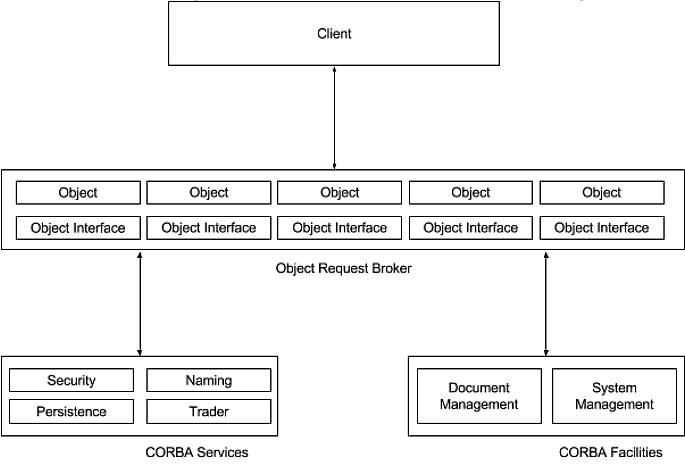 Client
Object Object Object Object Object
Object Interface Object Interface Object Interface Object Interface Object Interface
Object Request Broker
Security Naming
Persistence Trader
Document
Management
System
Management
CORBA Services
CORBA Facilities